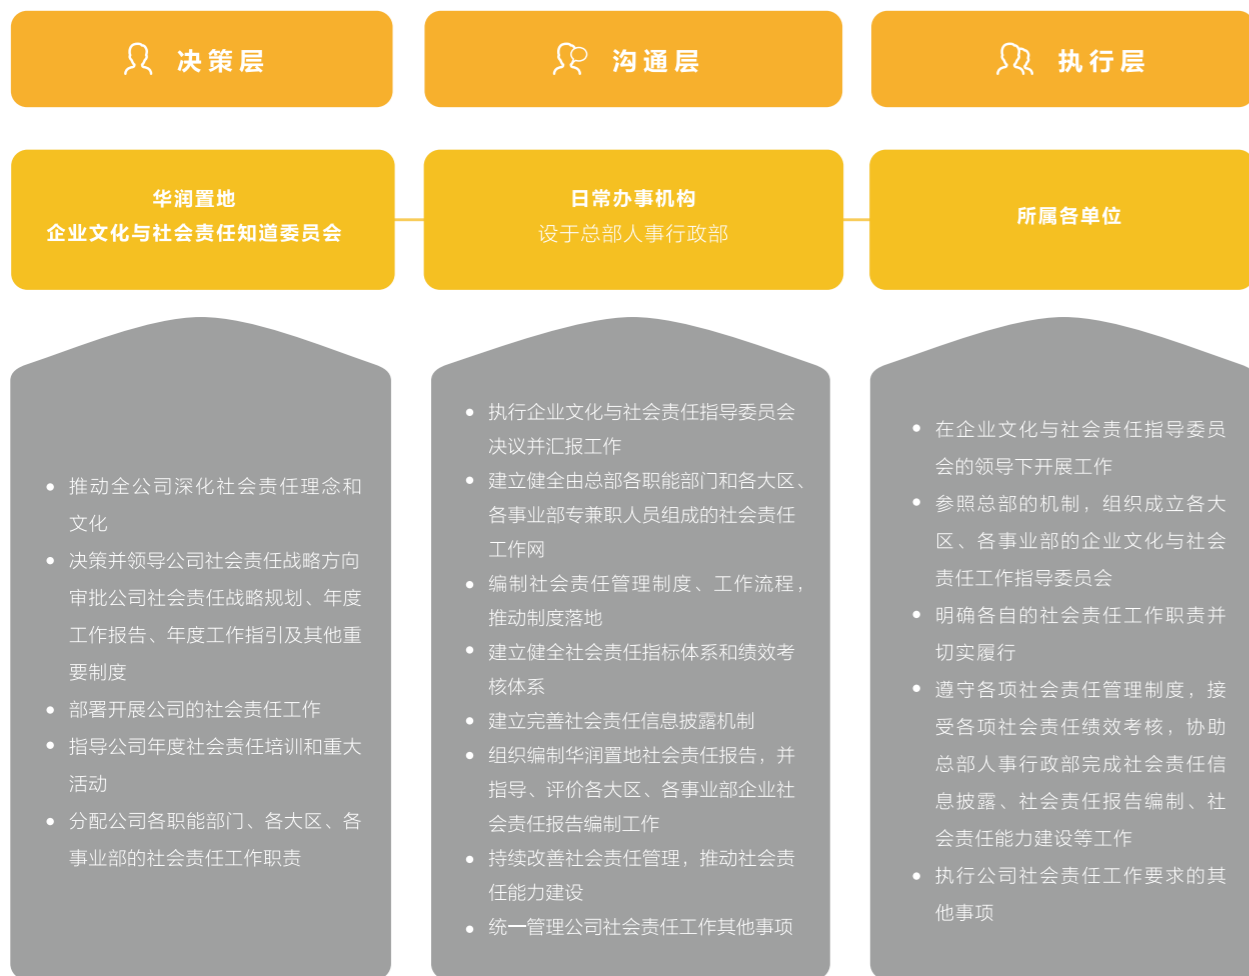 决策层
沟通层
执行层
华润置地
企业文化与社会责任知道委员会
日常办事机构
设于总部人事行政部
所属各单位
• 推动全公司深化社会责任理念和
文化
• 决策并领导公司社会责任战略方向
审批公司社会责任战略规划、年度
工作报告、年度工作指引及其他重
要制度
• 部署开展公司的社会责任工作
• 指导公司年度社会责任培训和重大
活动
• 分配公司各职能部门、各大区、各
事业部的社会责任工作职责
• 执行企业文化与社会责任指导委员会
决议并汇报工作
• 建立健全由总部各职能部门和各大区、
各事业部专兼职人员组成的社会责任
工作网
• 编制社会责任管理制度、工作流程，
推动制度落地
• 建立健全社会责任指标体系和绩效考
核体系
• 建立完善社会责任信息披露机制
• 组织编制华润置地社会责任报告，并
指导、评价各大区、各事业部企业社
会责任报告编制工作
• 持续改善社会责任管理，推动社会责
任能力建设
• 统一管理公司社会责任工作其他事项
• 在企业文化与社会责任指导委员
会的领导下开展工作
• 参照总部的机制，组织成立各大
区、各事业部的企业文化与社会
责任工作指导委员会
• 明确各自的社会责任工作职责并
切实履行
• 遵守各项社会责任管理制度，接
受各项社会责任绩效考核，协助
总部人事行政部完成社会责任信
息披露、社会责任报告编制、社
会责任能力建设等工作
• 执行公司社会责任工作要求的其
他事项